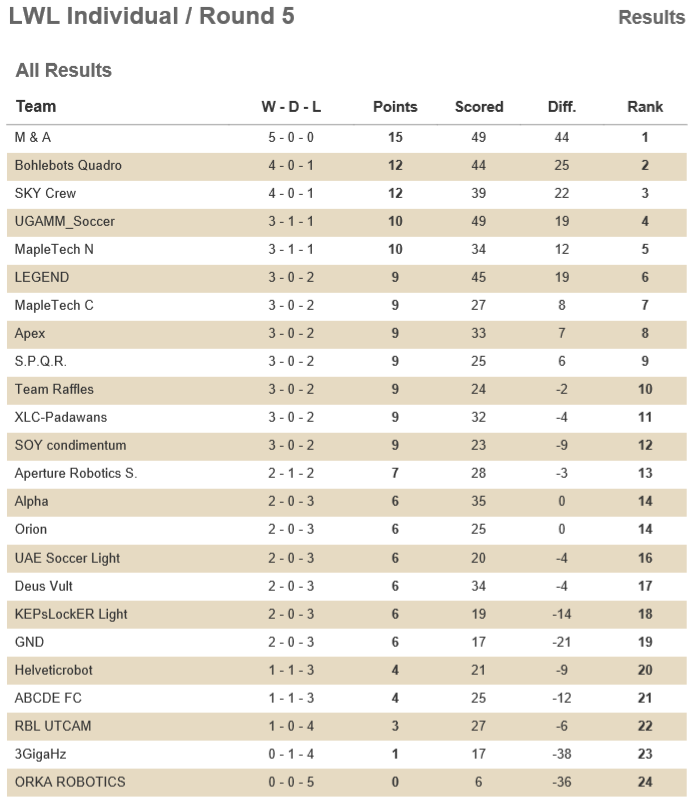 LWL Individual / Round 5 Results
All Results
Team W - D - L Points Scored Diff. Rank
M & A 5 - 0 - 0 15 49 44 1
Bohlebots Quadro 4 - 0 - 1 12 44 25 2
SKY Crew 4 - 0 - 1 12 39 22 3
UGAMM_Soccer 3 - 1 - 1 10 49 19 4
MapleTech N 3 - 1 - 1 10 34 12 5
LEGEND 3 - 0 - 2 9 45 19 6
MapleTech C 3 - 0 - 2 9 27 8 7
Apex 3 - 0 - 2 9 33 7 8
S.P.Q.R. 3 - 0 - 2 9 25 6 9
Team Raffles 3 - 0 - 2 9 24 -2 10
XLC-Padawans 3 - 0 - 2 9 32 -4 11
SOY condimentum 3 - 0 - 2 9 23 -9 12
Aperture Robotics S. 2 - 1 - 2 7 28 -3 13
Alpha 2 - 0 - 3 6 35 0 14
Orion 2 - 0 - 3 6 25 0 14
UAE Soccer Light 2 - 0 - 3 6 20 -4 16
Deus Vult 2 - 0 - 3 6 34 -4 17
KEPsLockER Light 2 - 0 - 3 6 19 -14 18
GND 2 - 0 - 3 6 17 -21 19
Helveticrobot 1 - 1 - 3 4 21 -9 20
ABCDE FC 1 - 1 - 3 4 25 -12 21
RBL UTCAM 1 - 0 - 4 3 27 -6 22
3GigaHz 0 - 1 - 4 1 17 -38 23
ORKA ROBOTICS 0 - 0 - 5 0 6 -36 24